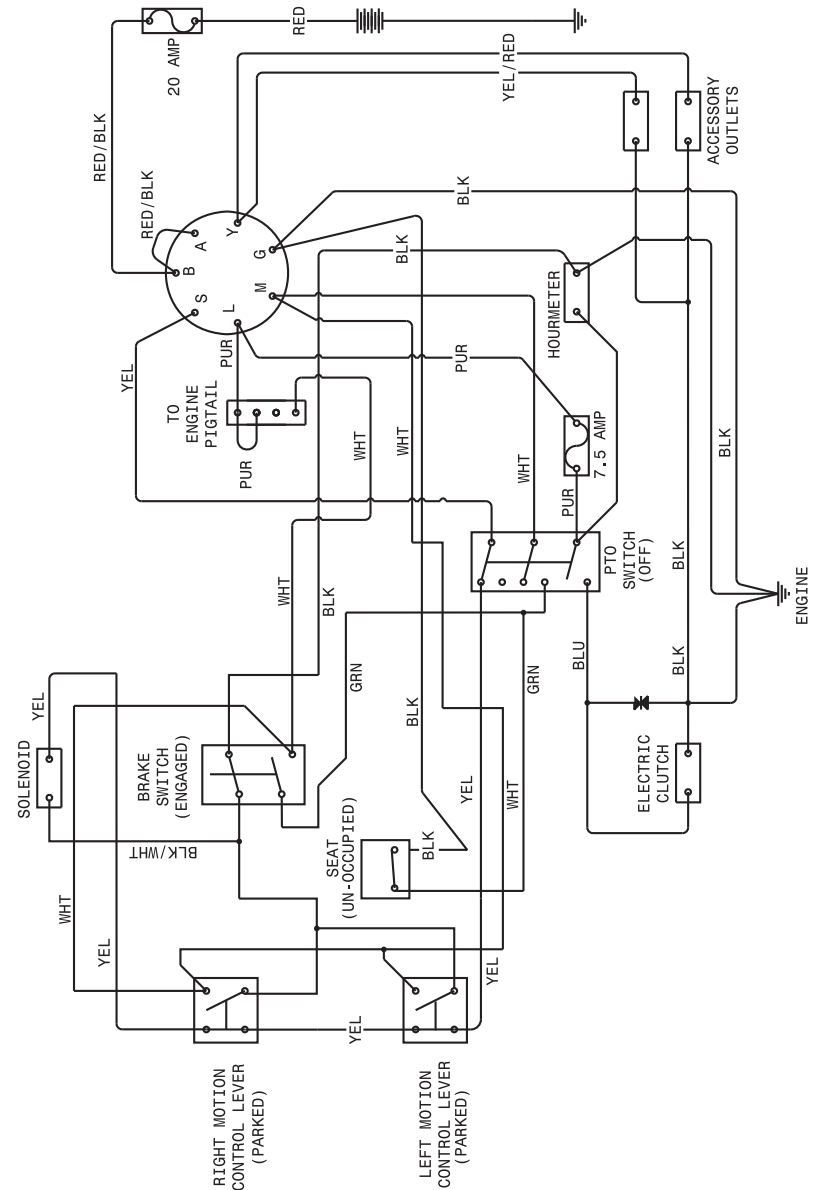 RED
20 AMP
YEL/RED
ACCESSORY
OUTLETS
RED/BLK
RED/BLK
BLK
A
Y
B
G
S
M
L
BLK
HOURMETER
YEL
PUR
PUR
TO
ENGINE
PIGTAIL
PUR
WHT
WHT
WHT
7.5 AMP
PUR
BLK
PTO
SWITCH
(OFF)
BLK
ENGINE
WHT
BLK
GRN
GRN
BLU
BLK
YEL
BLK
SOLENOID
BRAKE
SWITCH
(ENGAGED)
YEL
WHT
ELECTRIC
CLUTCH
BLK/WHT
SEAT
(UN-OCCUPIED)
BLK
WHT
YEL
YEL
YEL
RIGHT MOTION
CONTROL LEVER
(PARKED)
LEFT MOTION
CONTROL LEVER
(PARKED)